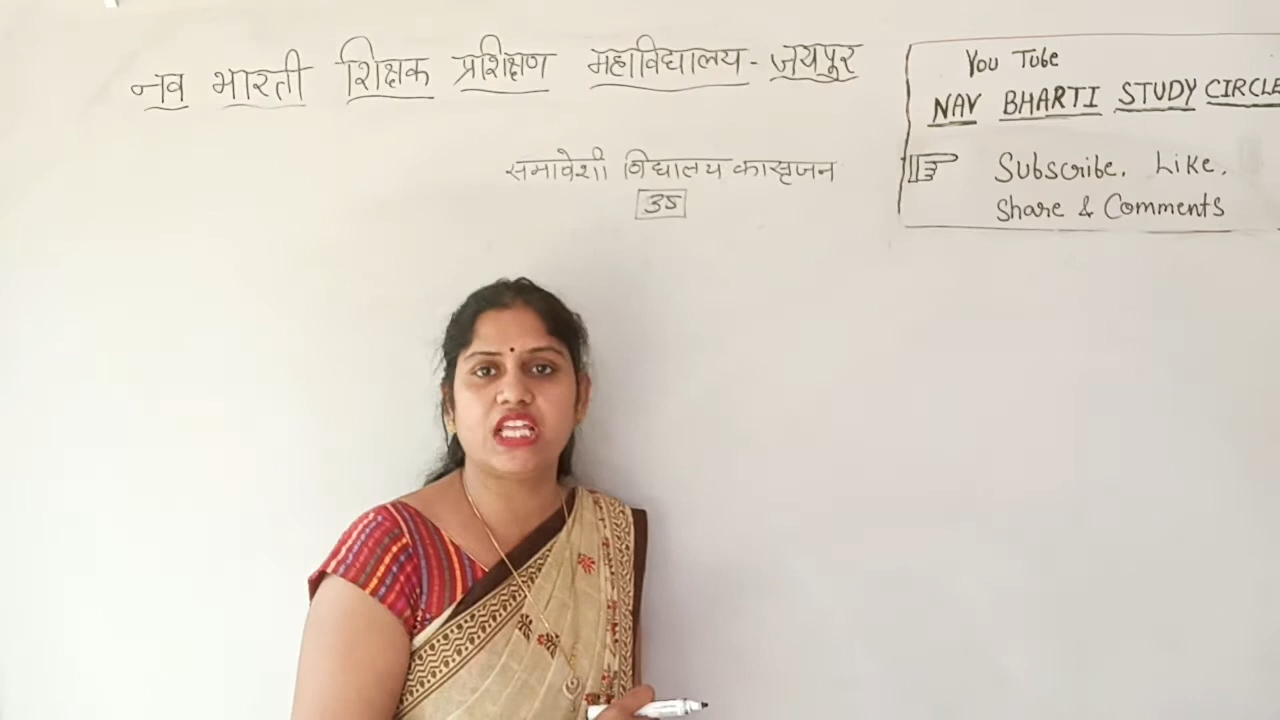 नव भारती शिक्षक प्रशिक्षण महाविद्यालय - जयपुर
समावेशी विद्यालय का सृजन
35
You Tube
NAV BHARTI STUDY CIRCLE
Subscribe, Like,
Share & Comments